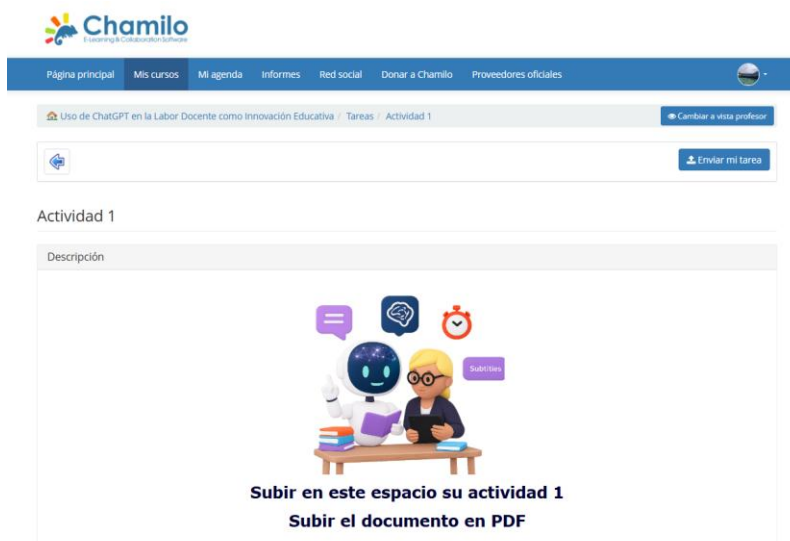 Chamilo
E-Learning & Collaboration Software
Página principal Mis cursos Mi agenda Informes Red social Donar a Chamilo Proveedores oficiales
Uso de ChatGPT en la Labor Docente como Innovación Educativa / Tareas / Actividad 1 Cambiar a vista profesor
Enviar mi tarea
Actividad 1
Descripción
Subtitles
Subir en este espacio su actividad 1
Subir el documento en PDF